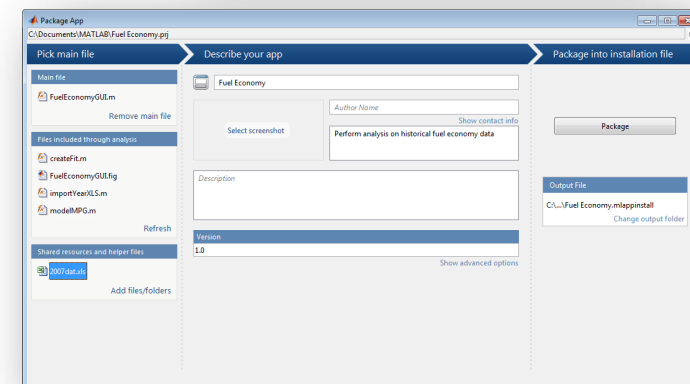 Package App
C:\Documents\MATLAB\Fuel Economy.prj
Pick main file
Describe your app
Package into installation file
Main file
FuelEconomyGUI.m
Remove main file
Files included through analysis
createFit.m
FuelEconomyGUI.fig
importYearXLS.m
modelMPG.m
Refresh
Shared resources and helper files
2007dat.xls
Add files/folders
Fuel Economy
Select screenshot
Author Name
Show contact info
Perform analysis on historical fuel economy data
Description
Version
1.0
Show advanced options
Package
Output File
C:\...\Fuel Economy.mlappinstall
Change output folder